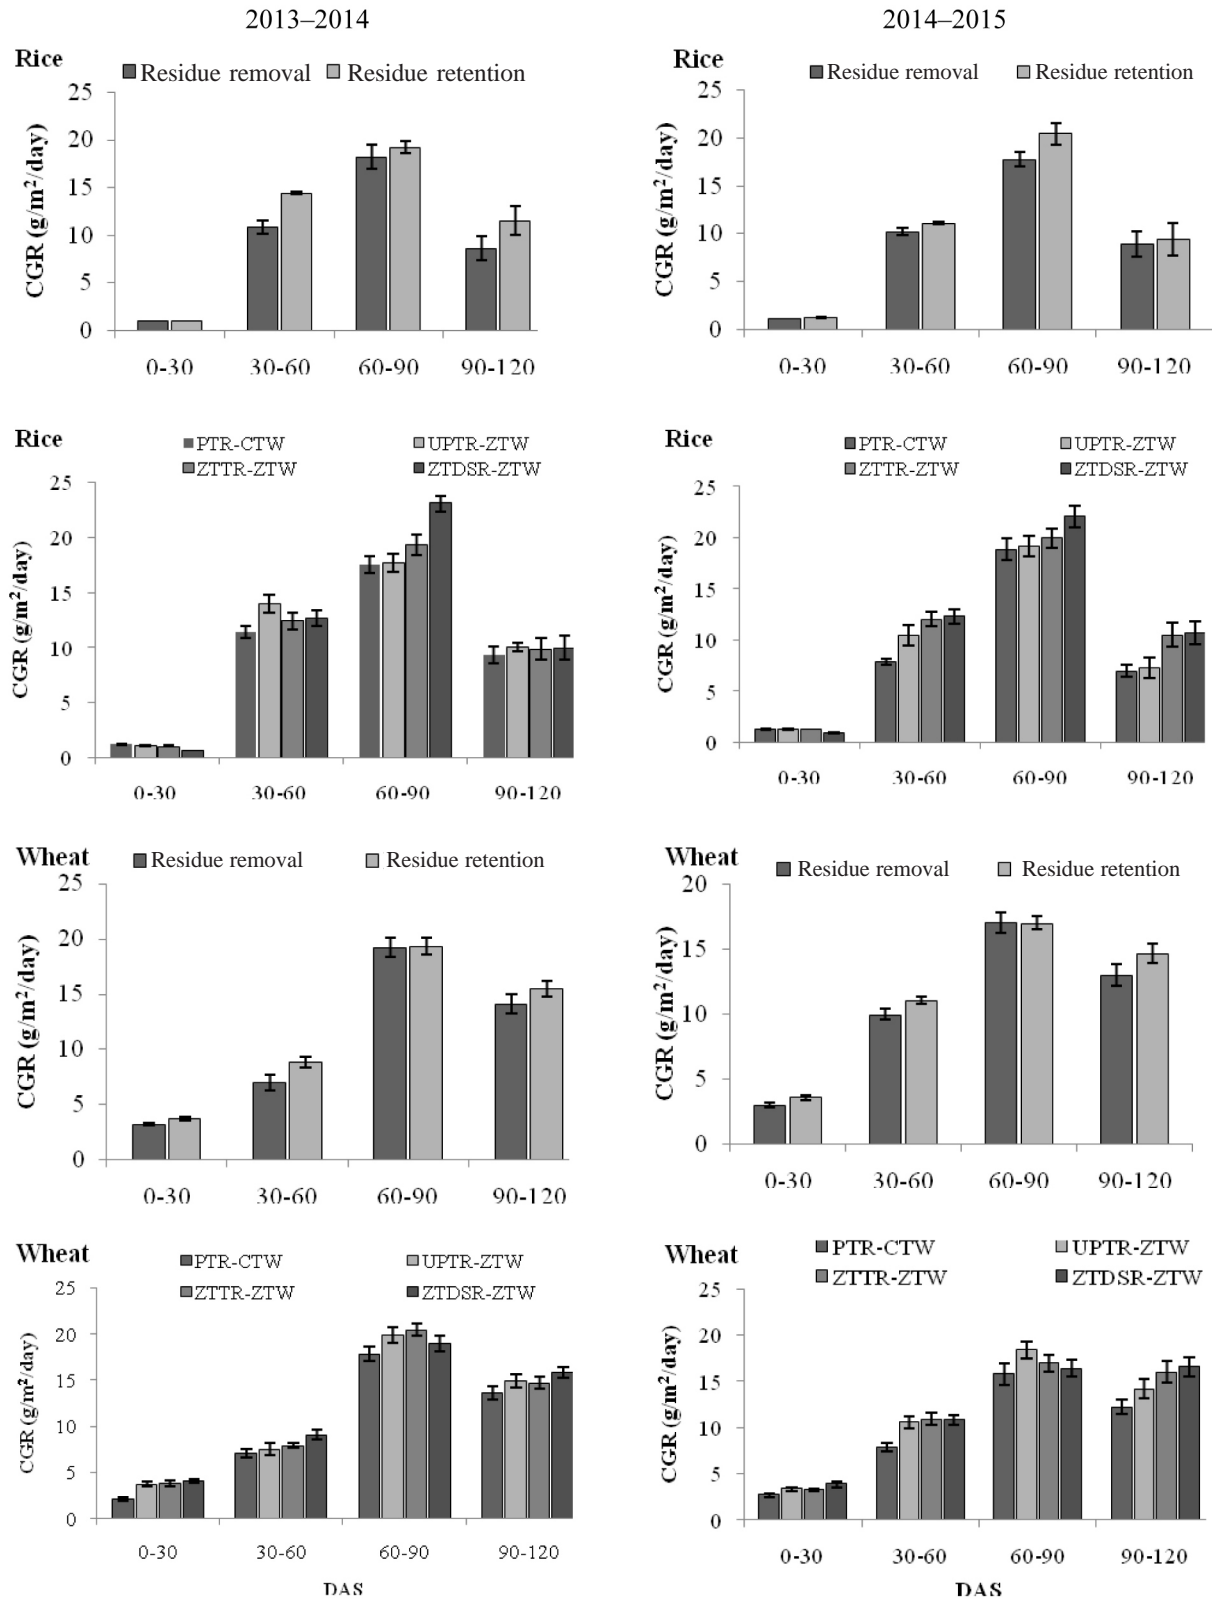 2013–2014
2014–2015
Rice
Residue removal Residue retention
CGR (g/m²/day)
25
20
15
10
5
0
0-30 30-60 60-90 90-120
Rice
Residue removal Residue retention
CGR (g/m²/day)
25
20
15
10
5
0
0-30 30-60 60-90 90-120
Rice
PTR-CTW UPTR-ZTW
ZTTR-ZTW ZTDSR-ZTW
CGR (g/m²/day)
25
20
15
10
5
0
0-30 30-60 60-90 90-120
Rice
PTR-CTW UPTR-ZTW
ZTTR-ZTW ZTDSR-ZTW
CGR (g/m²/day)
25
20
15
10
5
0
0-30 30-60 60-90 90-120
Wheat
Residue removal Residue retention
CGR (g/m²/day)
25
20
15
10
5
0
0-30 30-60 60-90 90-120
Wheat
Residue removal Residue retention
CGR (g/m²/day)
20
15
10
5
0
0-30 30-60 60-90 90-120
Wheat
PTR-CTW UPTR-ZTW
ZTTR-ZTW ZTDSR-ZTW
CGR (g/m²/day)
25
20
15
10
5
0
0-30 30-60 60-90 90-120
DAS
Wheat
PTR-CTW UPTR-ZTW
ZTTR-ZTW ZTDSR-ZTW
CGR (g/m²/day)
25
20
15
10
5
0
0-30 30-60 60-90 90-120
DAS